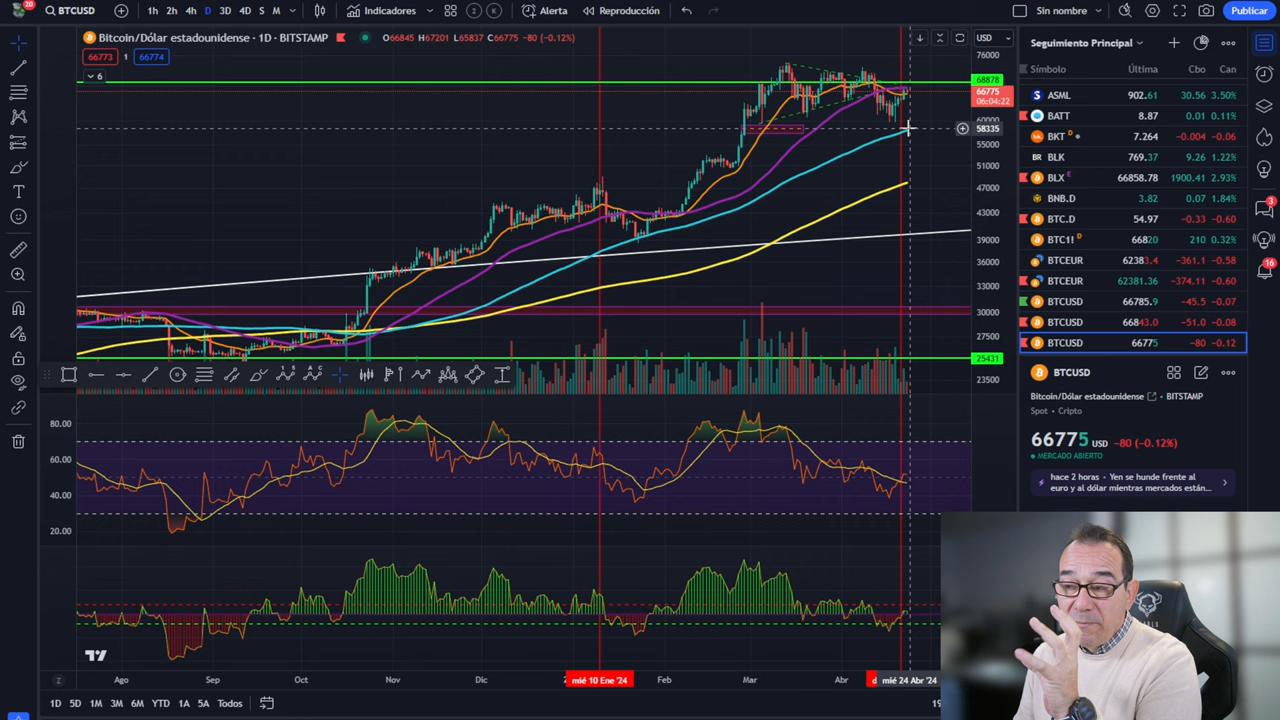 20
BTCUSD
1h 2h 4h D 3D 4D S M
Indicadores
2 K
Alerta
Reproducción
Sin nombre
Publicar
Bitcoin/Dólar estadounidense · 1D · BITSTAMP
O66845 H67201 L65837 C66775 −80 (−0.12%)
66773 1 66774
6
USD
76000
68878
66775
06:04:22
60000
58335
55000
51000
47000
43000
39000
36000
33000
30000
27500
25431
23500
80.00
60.00
40.00
20.00
Ago Sep Oct Nov Dic
mié 10 Ene '24
Feb Mar Abr
mié 24 Abr '24
1D 5D 1M 3M 6M YTD 1A 5A Todos
Seguimiento Principal
Símbolo Última Cbo Can
ASML 902.61 30.56 3.50%
BATT 8.87 0.01 0.11%
BKT D 7.264 −0.004 −0.06
BLK 769.37 9.26 1.22%
BLX E 66858.78 1900.41 2.93%
BNB.D 3.82 0.07 1.84%
BTC.D 54.97 −0.33 −0.60
BTC1! D 66820 210 0.32%
BTCEUR 62383.4 −361.1 −0.58
BTCEUR 62381.36 −374.11 −0.60
BTCUSD 66785.9 −45.5 −0.07
BTCUSD 66843.0 −51.0 −0.08
BTCUSD 66775 −80 −0.12
BTCUSD
Bitcoin/Dólar estadounidense · BITSTAMP
Spot · Cripto
66775 USD −80 (−0.12%)
MERCADO ABIERTO
hace 2 horas · Yen se hunde frente al
euro y al dólar mientras mercados están...
3
16